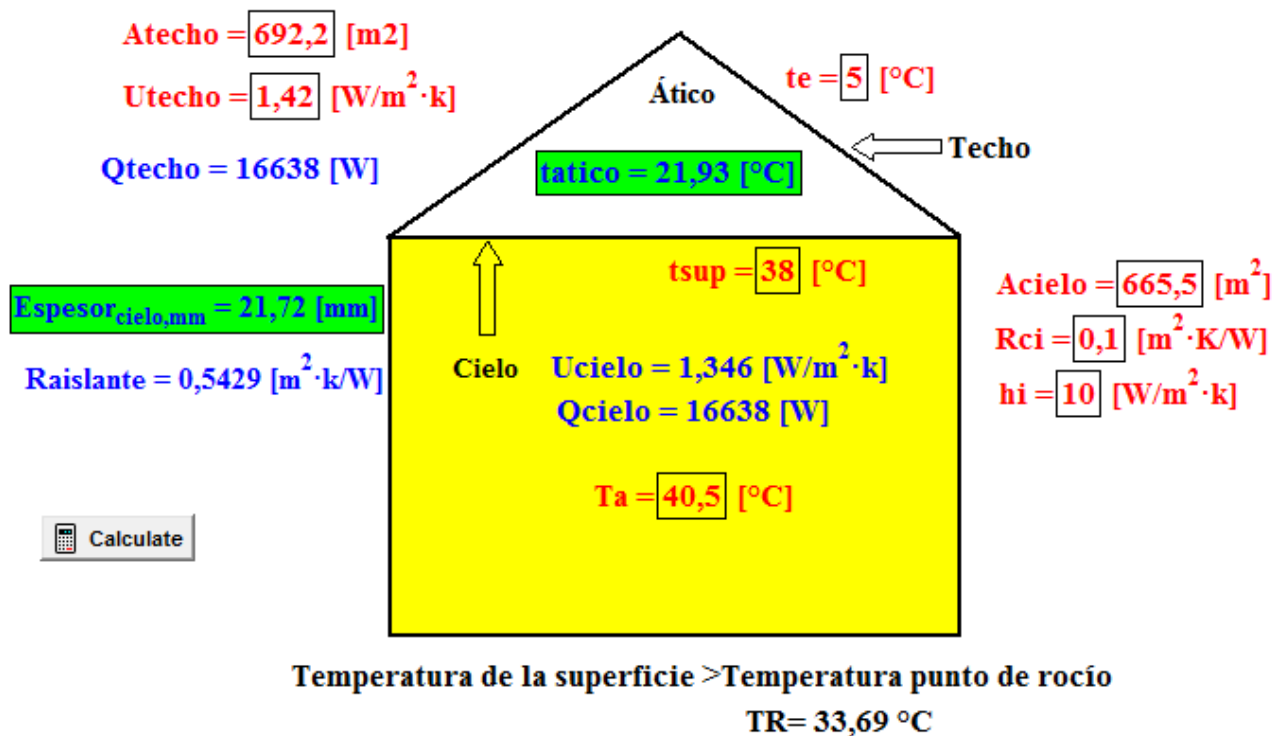 Atecho = 692,2 [m2]
Utecho = 1,42 [W/m²·k]
Qtecho = 16638 [W]
Ático
te = 5 [°C]
Techo
tatico = 21,93 [°C]
tsup = 38 [°C]
Espesor_cielo,mm = 21,72 [mm]
Raislante = 0,5429 [m²·k/W]
Cielo
Ucielo = 1,346 [W/m²·k]
Qcielo = 16638 [W]
Acielo = 665,5 [m²]
Rci = 0,1 [m²·K/W]
hi = 10 [W/m²·k]
Ta = 40,5 [°C]
Calculate
Temperatura de la superficie >Temperatura punto de rocío
TR= 33,69 °C